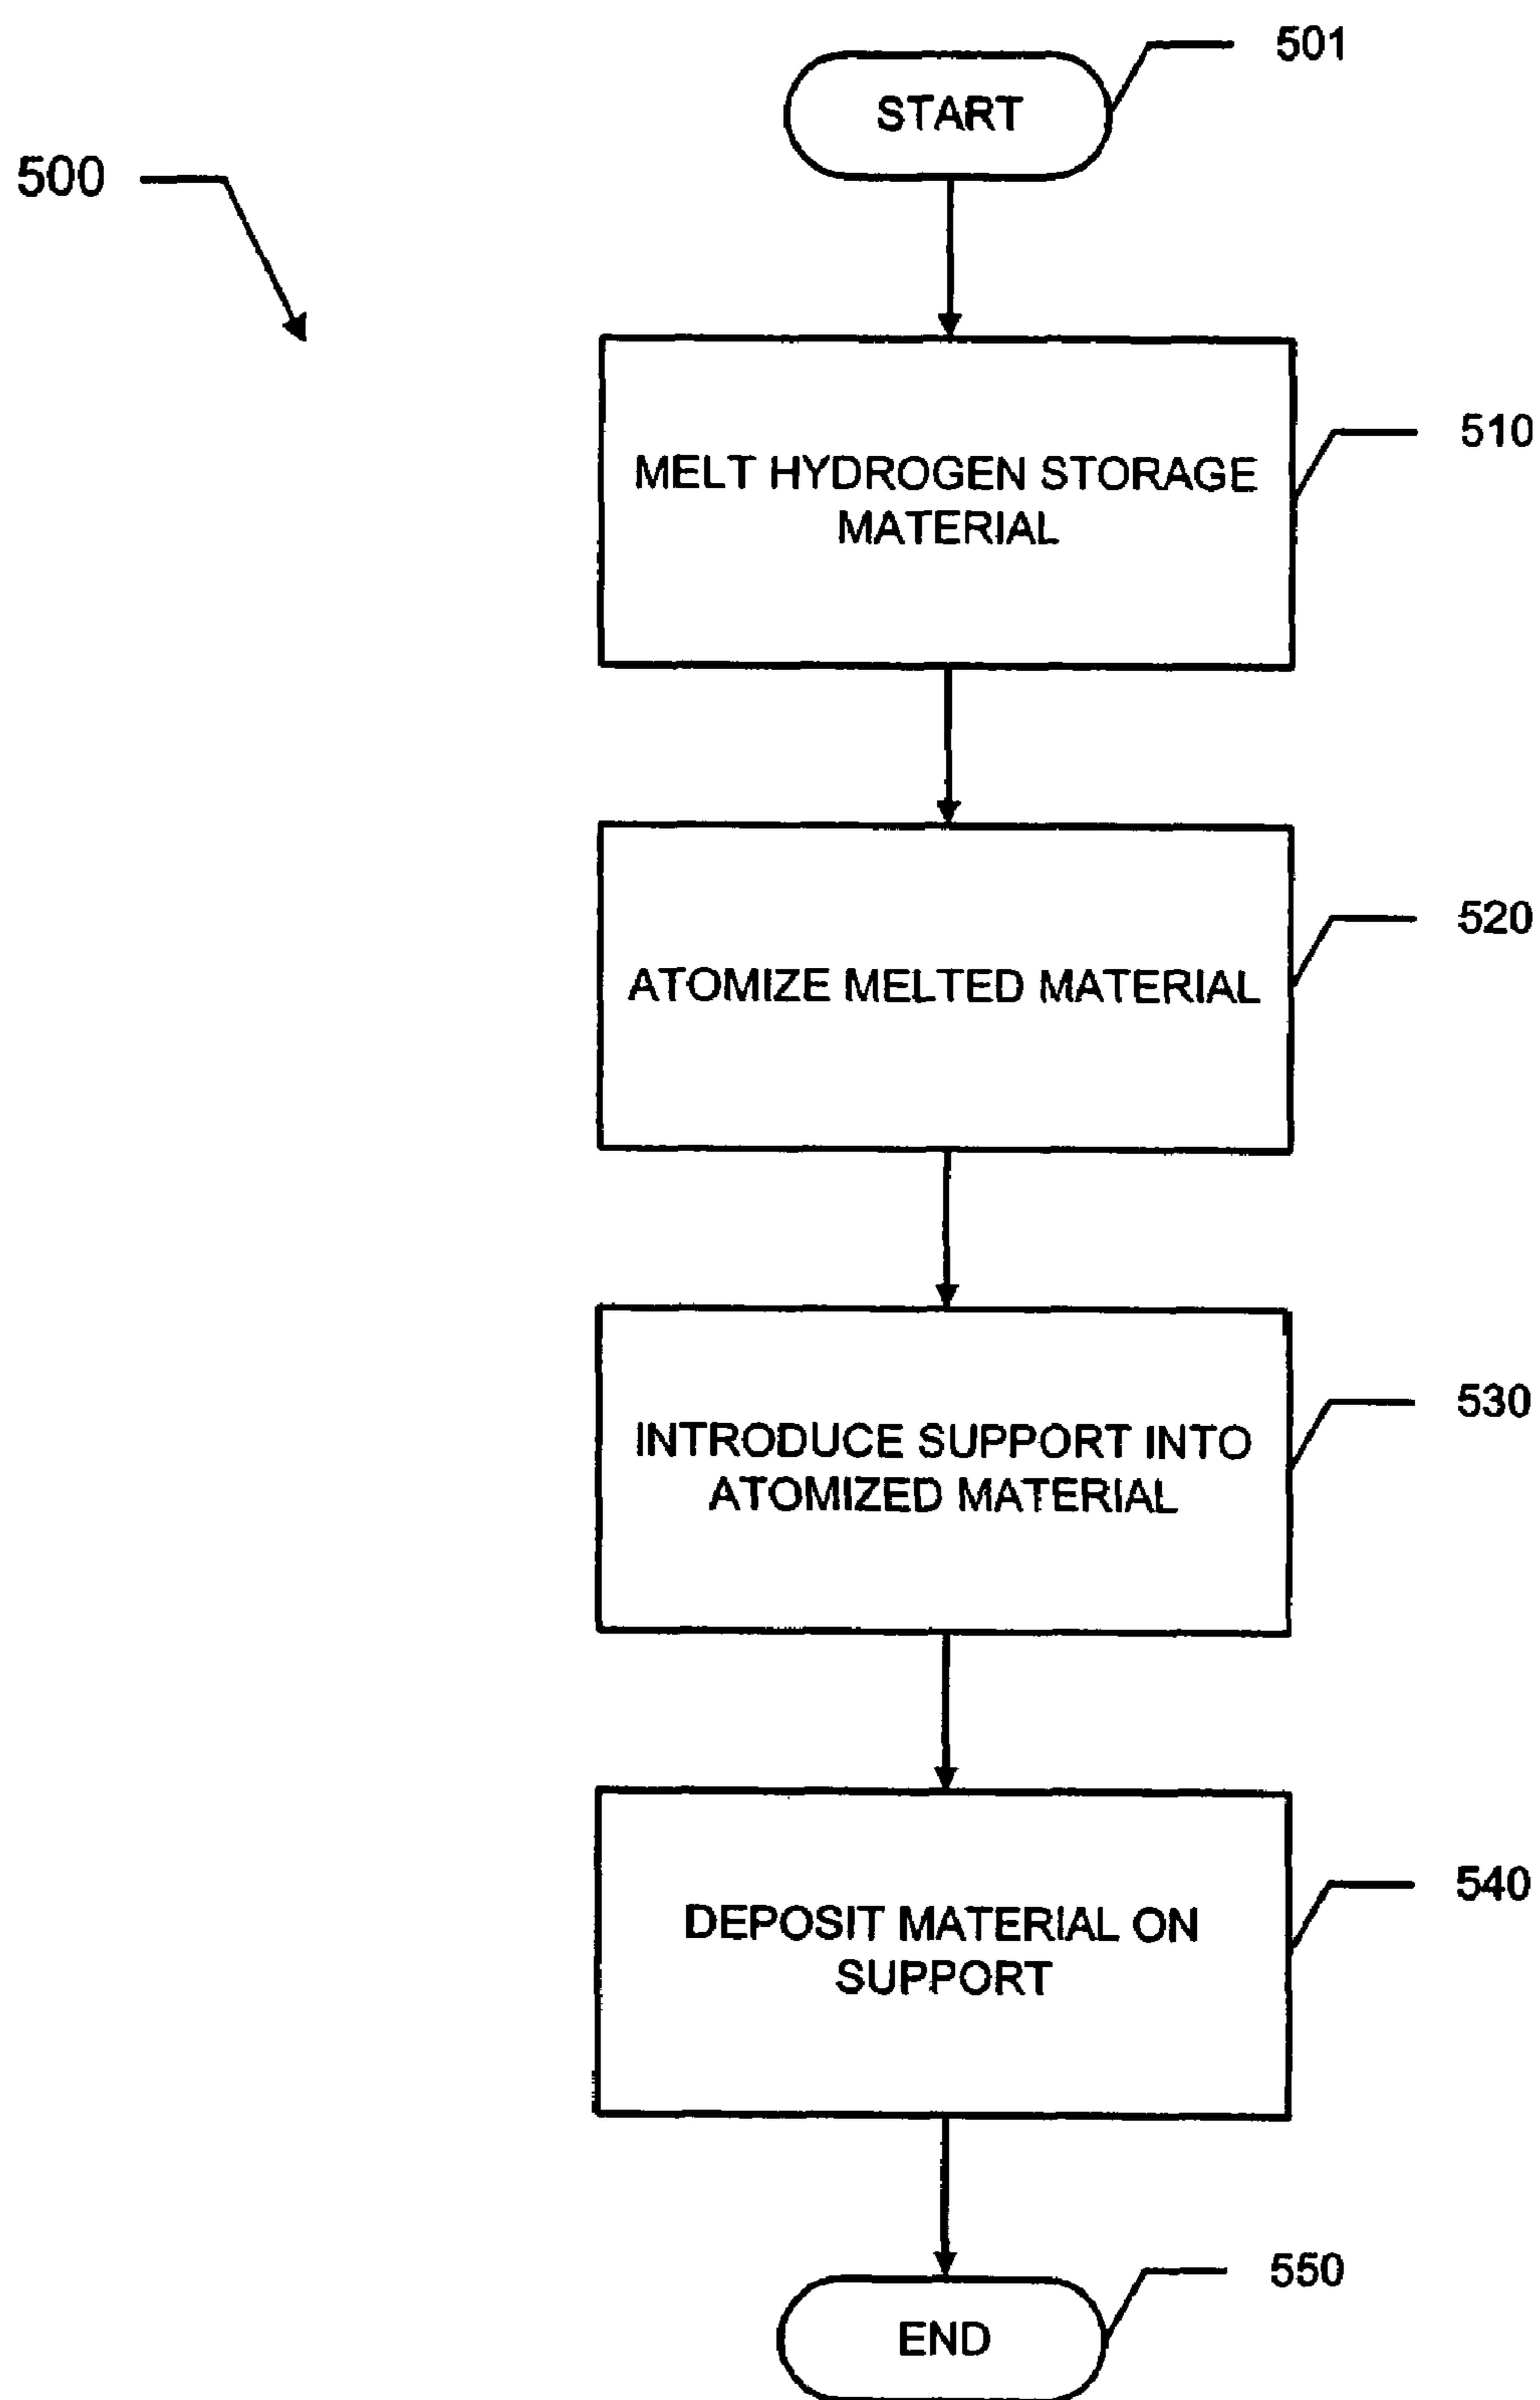 501
START
500
MELT HYDROGEN STORAGE
MATERIAL
510
ATOMIZE MELTED MATERIAL
520
INTRODUCE SUPPORT INTO
ATOMIZED MATERIAL
530
DEPOSIT MATERIAL ON
SUPPORT
540
END
550